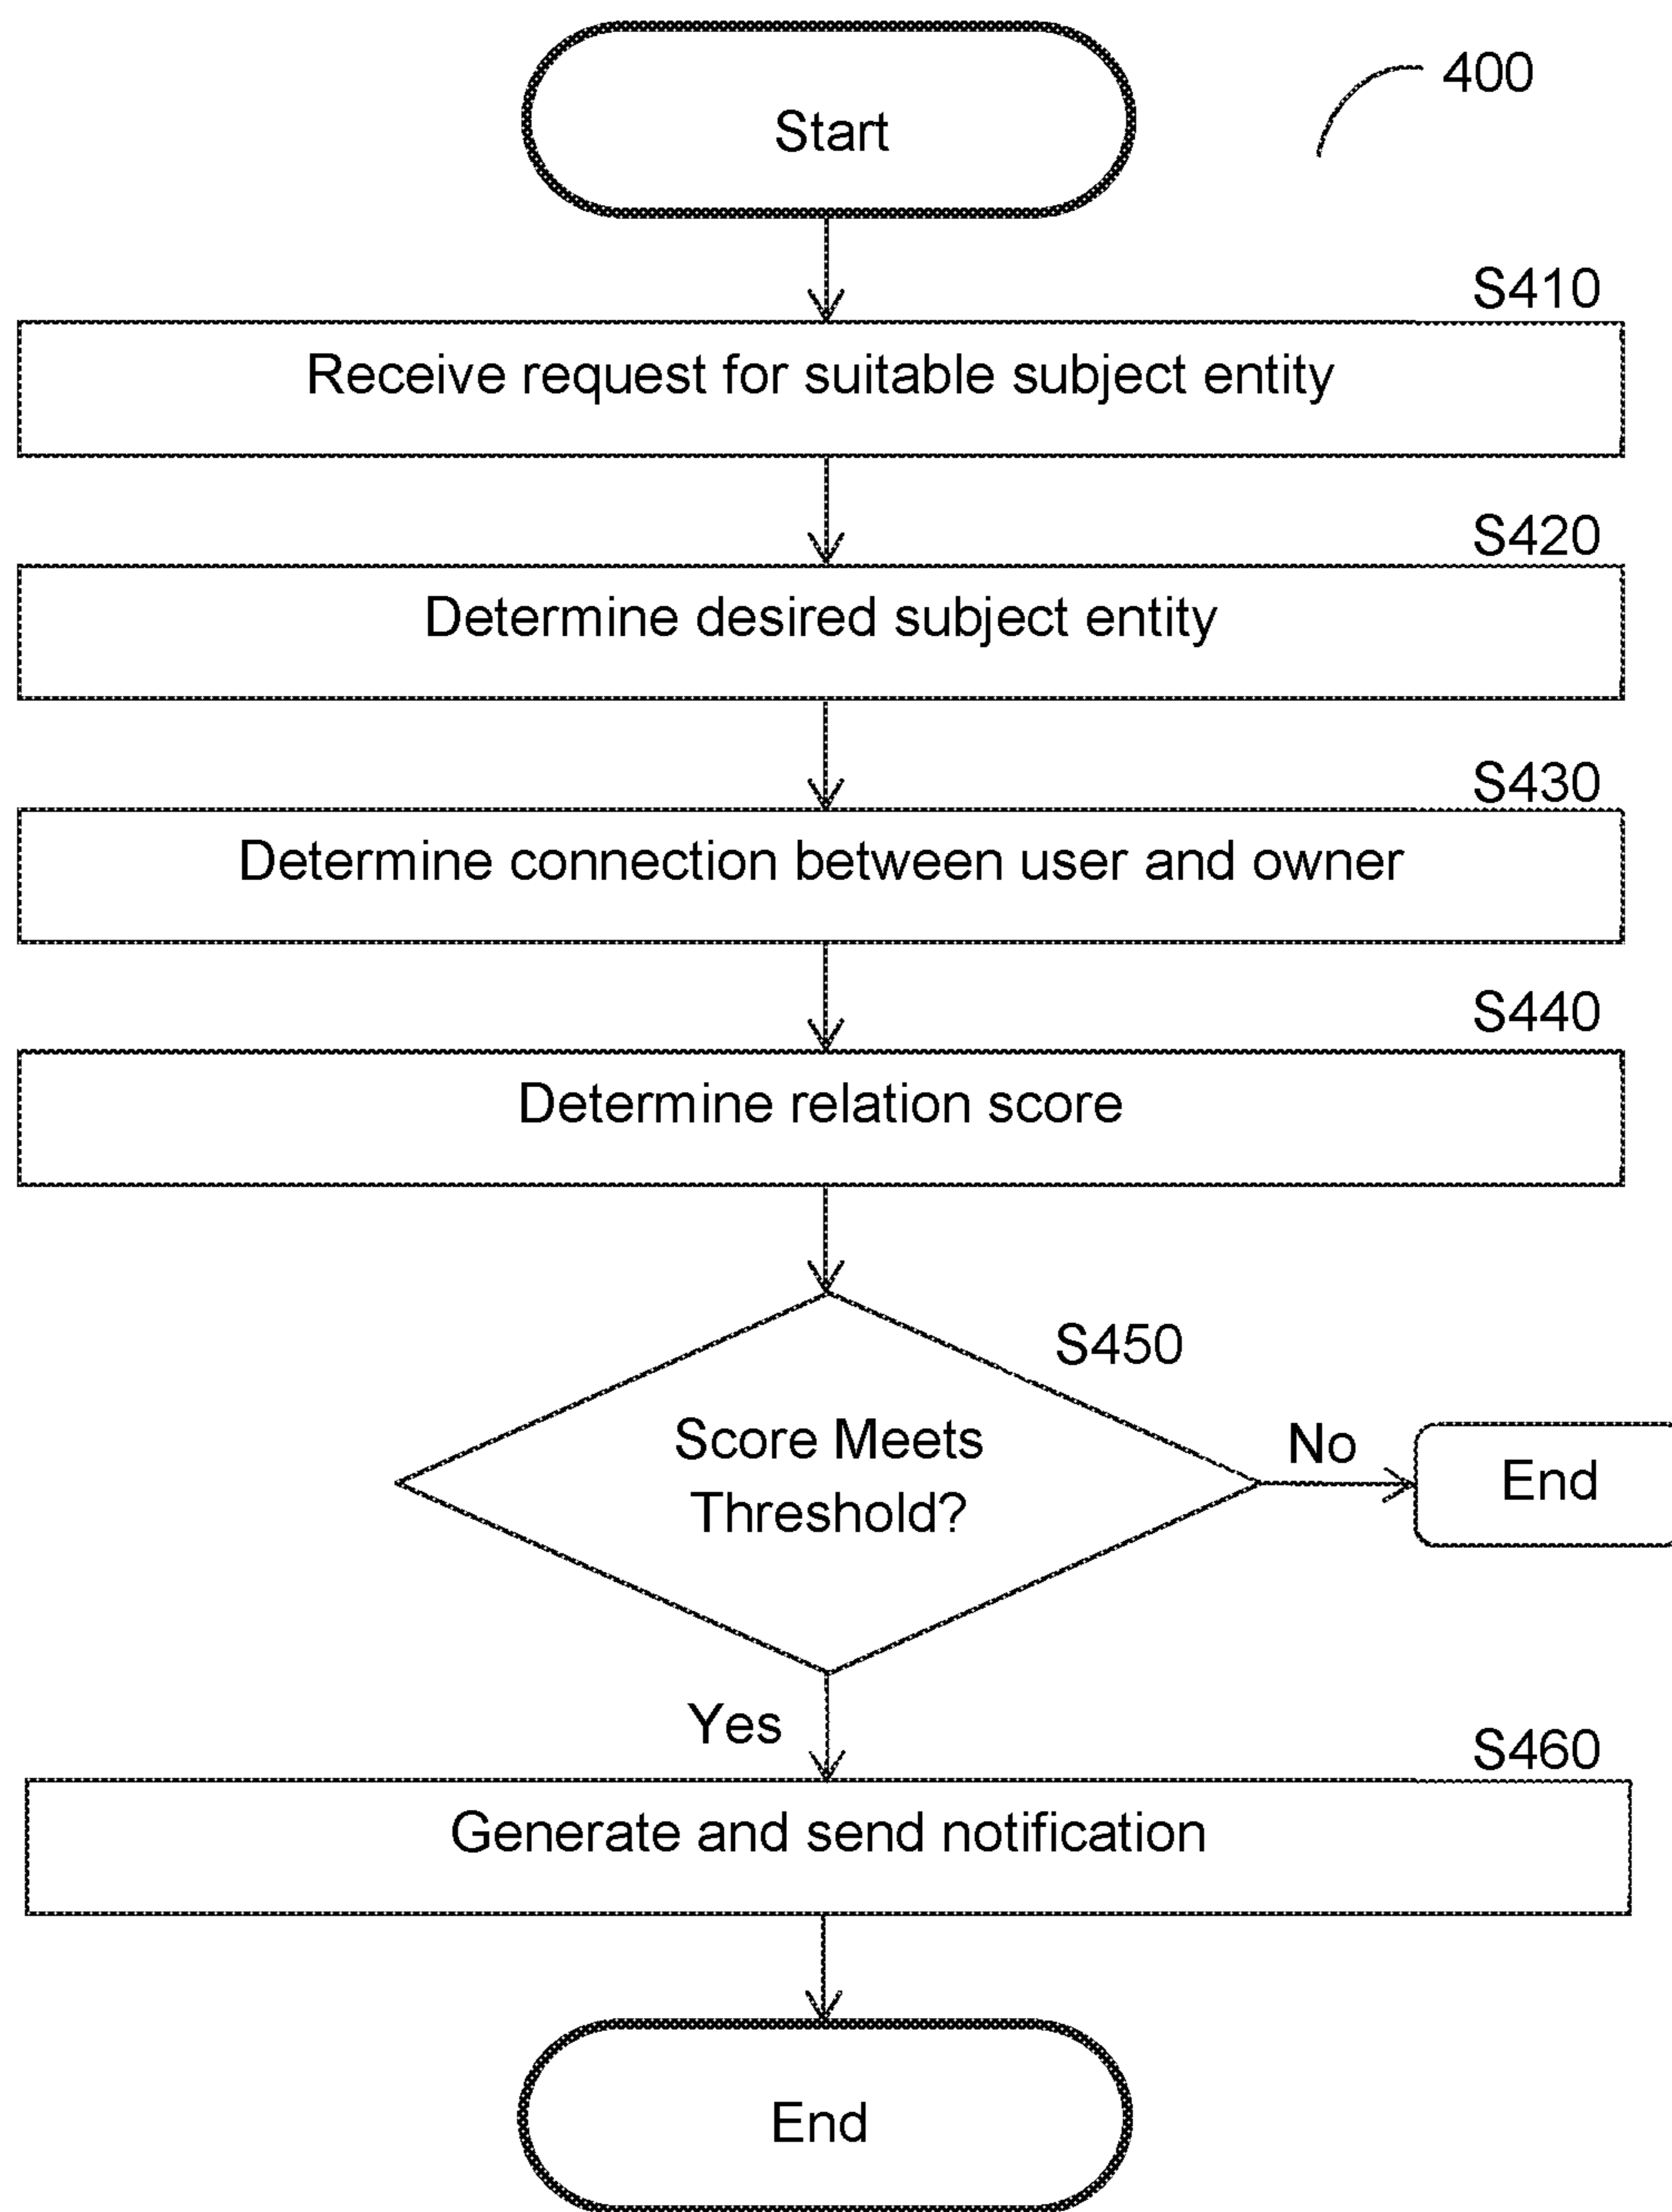 Start
400
S410
Receive request for suitable subject entity
S420
Determine desired subject entity
S430
Determine connection between user and owner
S440
Determine relation score
S450
Score Meets
Threshold?
No
End
Yes
S460
Generate and send notification
End